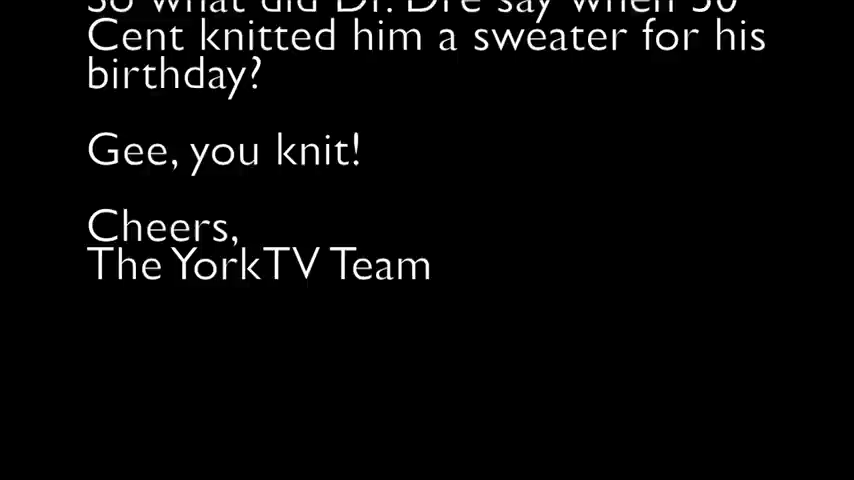 So what did Dr. Dre say when 50
Cent knitted him a sweater for his
birthday?
Gee, you knit!
Cheers,
The YorkTV Team